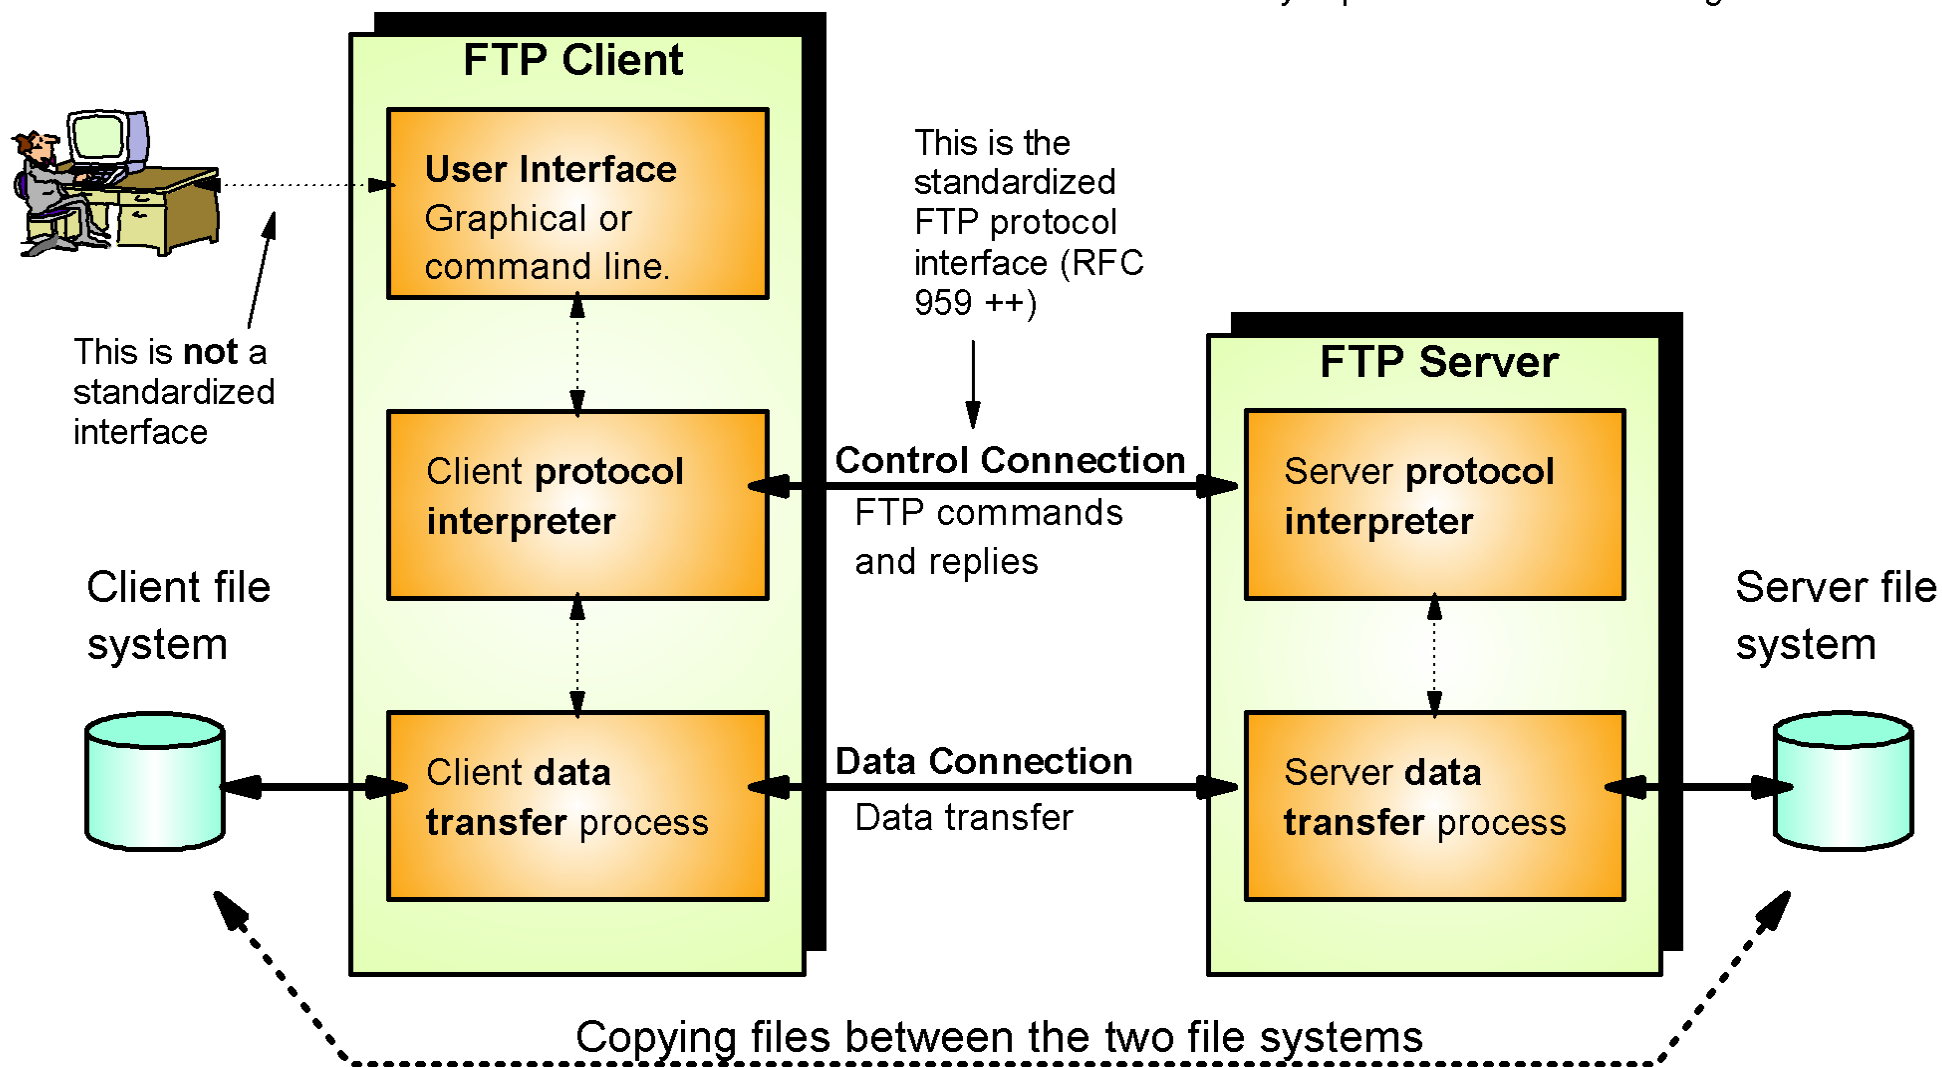 FTP Client
User Interface
Graphical or
command line.
This is the
standardized
FTP protocol
interface (RFC
959 ++)
This is not a
standardized
interface
FTP Server
Client protocol
interpreter
Control Connection
FTP commands
and replies
Server protocol
interpreter
Client file
system
Server file
system
Client data
transfer process
Data Connection
Data transfer
Server data
transfer process
Copying files between the two file systems